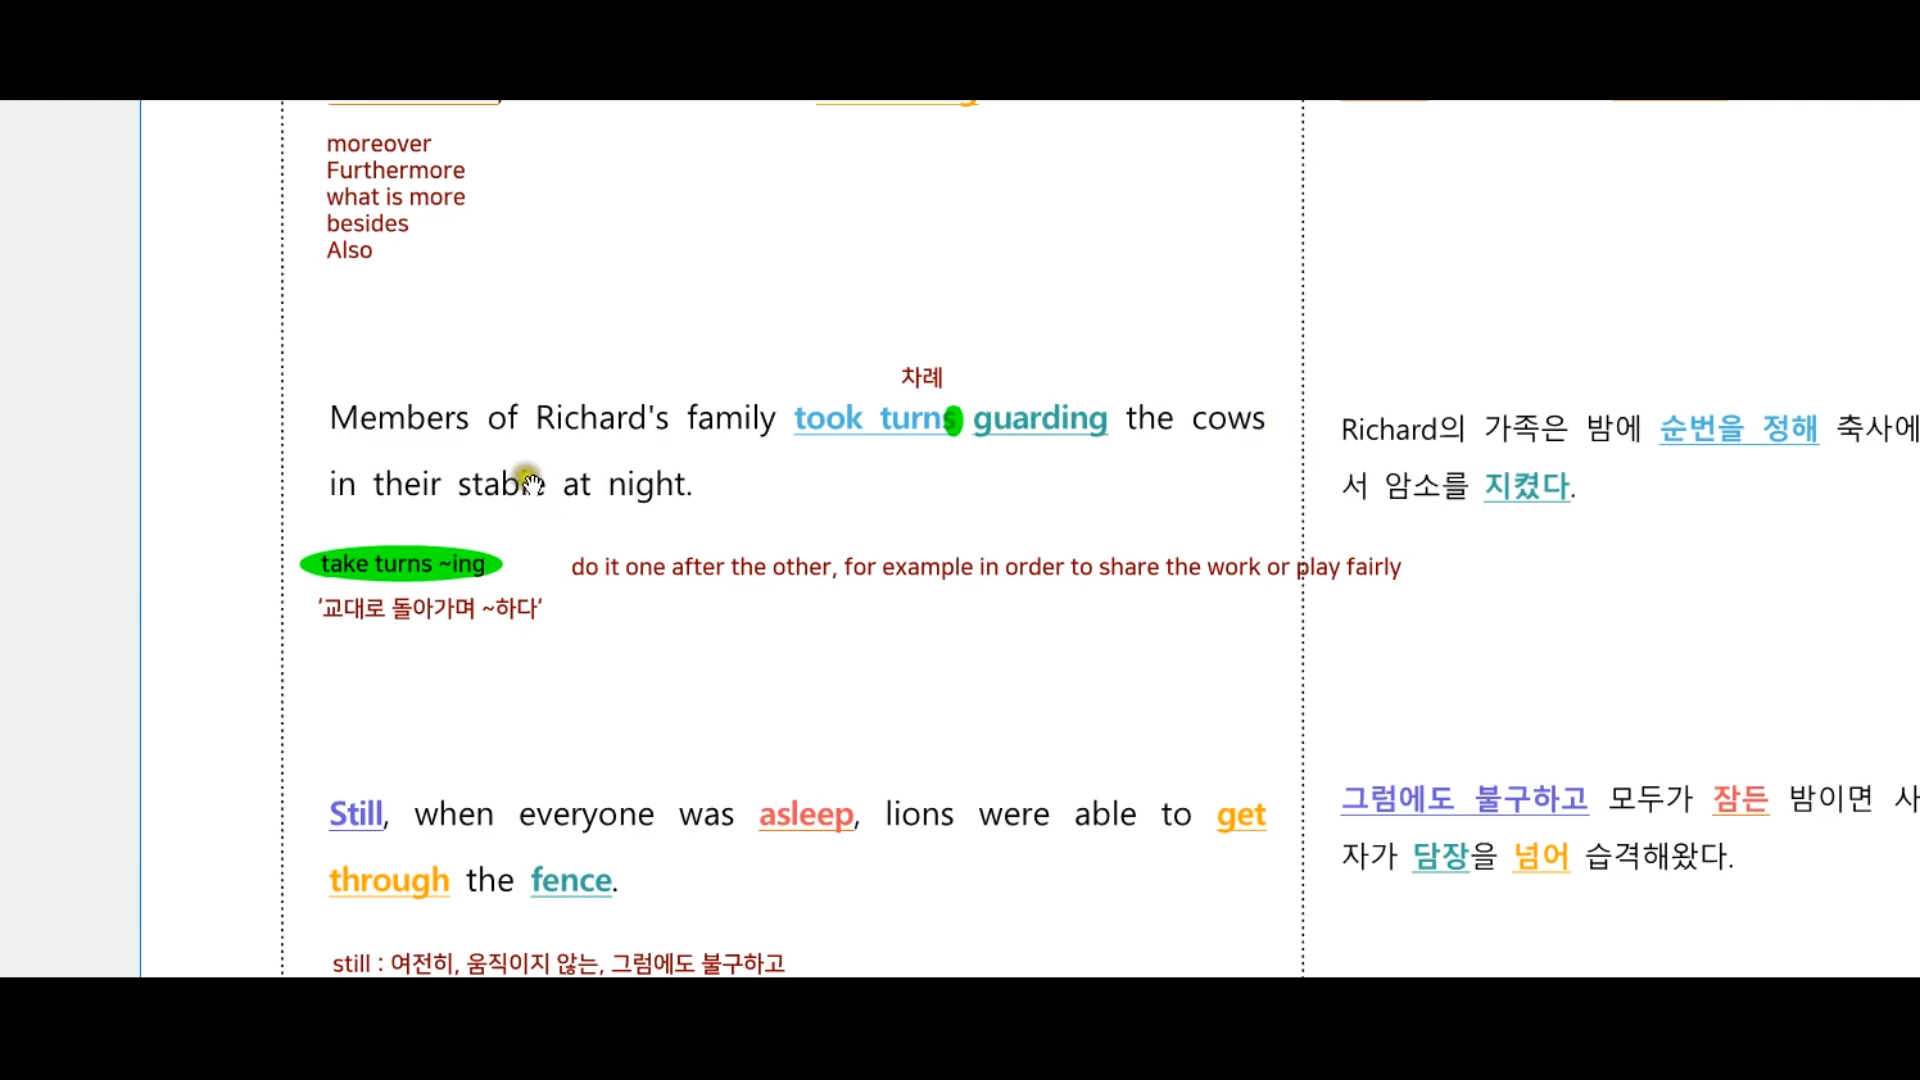 moreover
Furthermore
what is more
besides
Also
차례
Members of Richard's family took turns guarding the cows
in their stable at night.
take turns ~ing
do it one after the other, for example in order to share the work or play fairly
‘교대로 돌아가며 ~하다‘
Still, when everyone was asleep, lions were able to get
through the fence.
still : 여전히, 움직이지 않는, 그럼에도 불구하고
Richard의 가족은 밤에 순번을 정해 축사에
서 암소를 지켰다.
그럼에도 불구하고 모두가 잠든 밤이면 사
자가 담장을 넘어 습격해왔다.